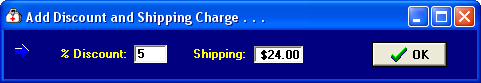 Add Discount and Shipping Charge . . .
% Discount: 5 Shipping: $24.00 OK